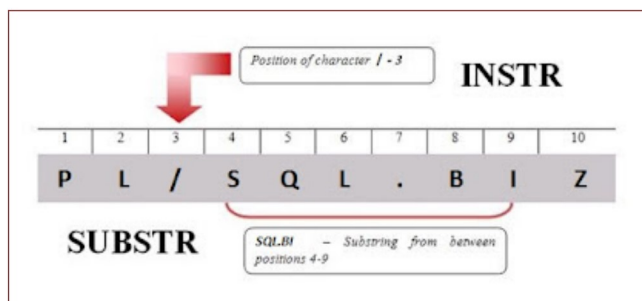 Position of character / - 3
INSTR
1 2 3 4 5 6 7 8 9 10
P L / S Q L . B I Z
SUBSTR
SQL.BI – Substring from between
positions 4-9